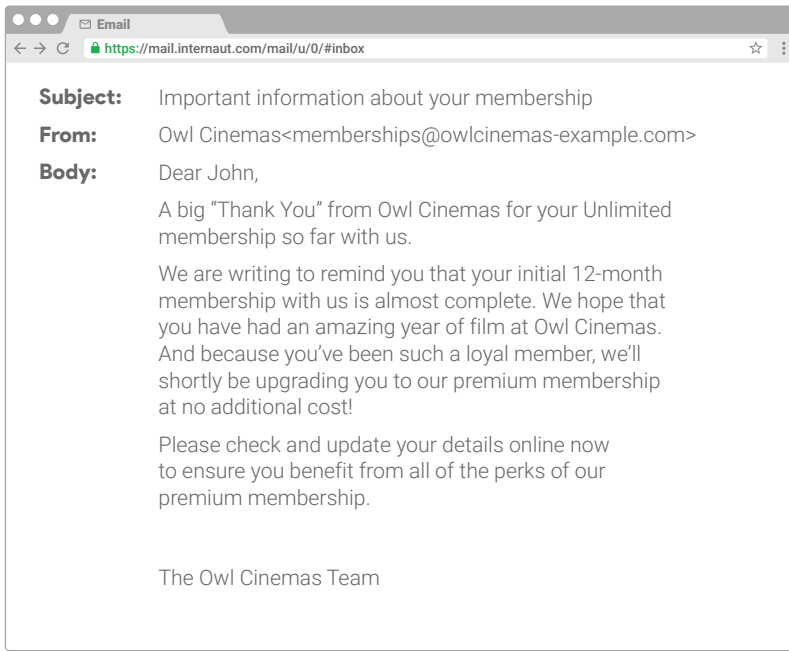 Email
https://mail.internaut.com/mail/u/0/#inbox
Subject: Important information about your membership
From: Owl Cinemas<memberships@owlcinemas-example.com>
Body: Dear John,
A big “Thank You” from Owl Cinemas for your Unlimited
membership so far with us.
We are writing to remind you that your initial 12-month
membership with us is almost complete. We hope that
you have had an amazing year of film at Owl Cinemas.
And because you’ve been such a loyal member, we’ll
shortly be upgrading you to our premium membership
at no additional cost!
Please check and update your details online now
to ensure you benefit from all of the perks of our
premium membership.
The Owl Cinemas Team